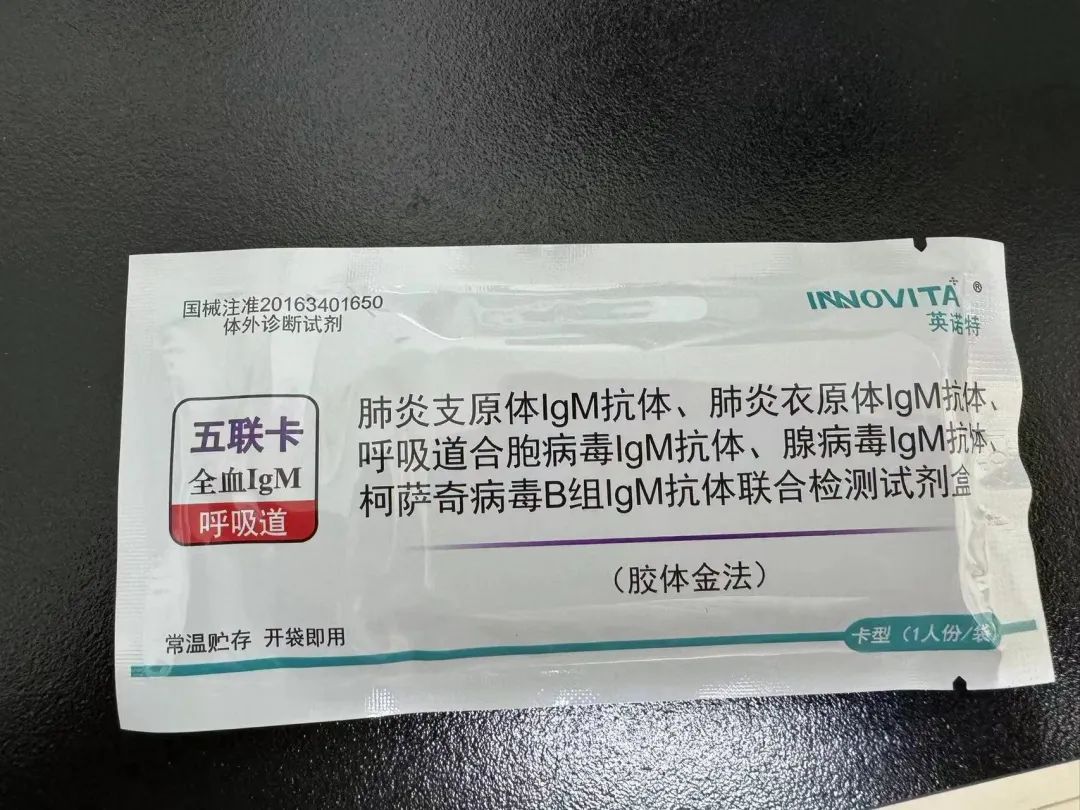 国械注准20163401650
体外诊断试剂
INNOVITA ®
英诺特
五联卡
全血IgM
呼吸道
肺炎支原体IgM抗体、肺炎衣原体IgM抗体、
呼吸道合胞病毒IgM抗体、腺病毒IgM抗体、
柯萨奇病毒B组IgM抗体联合检测试剂盒
（胶体金法）
常温贮存 开袋即用
卡型（1人份/袋）